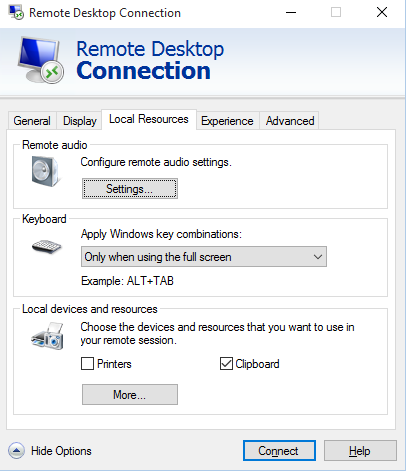 Remote Desktop Connection
Remote Desktop
Connection
General Display Local Resources Experience Advanced
Remote audio
Configure remote audio settings.
Settings...
Keyboard
Apply Windows key combinations:
Only when using the full screen
Example: ALT+TAB
Local devices and resources
Choose the devices and resources that you want to use in
your remote session.
Printers Clipboard
More...
Hide Options Connect Help